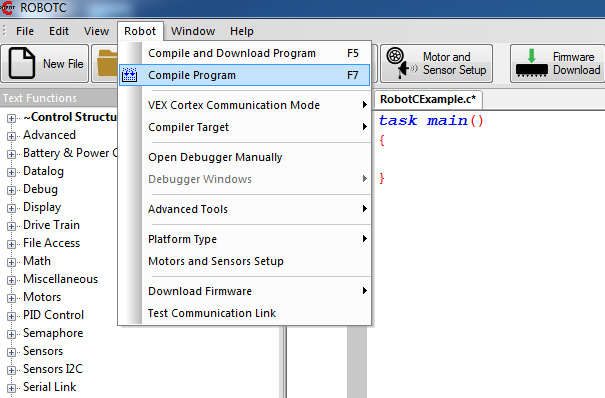 ROBOTC
File Edit View Robot Window Help
New File
Motor and
Sensor Setup
Firmware
Download
Compile and Download Program F5
Compile Program F7
VEX Cortex Communication Mode
Compiler Target
Open Debugger Manually
Debugger Windows
Advanced Tools
Platform Type
Motors and Sensors Setup
Download Firmware
Test Communication Link
Text Functions
~Control Structu
Advanced
Battery & Power C
Datalog
Debug
Display
Drive Train
File Access
Math
Miscellaneous
Motors
PID Control
Semaphore
Sensors
Sensors I2C
Serial Link
RobotCExample.c*
task main()
{
}